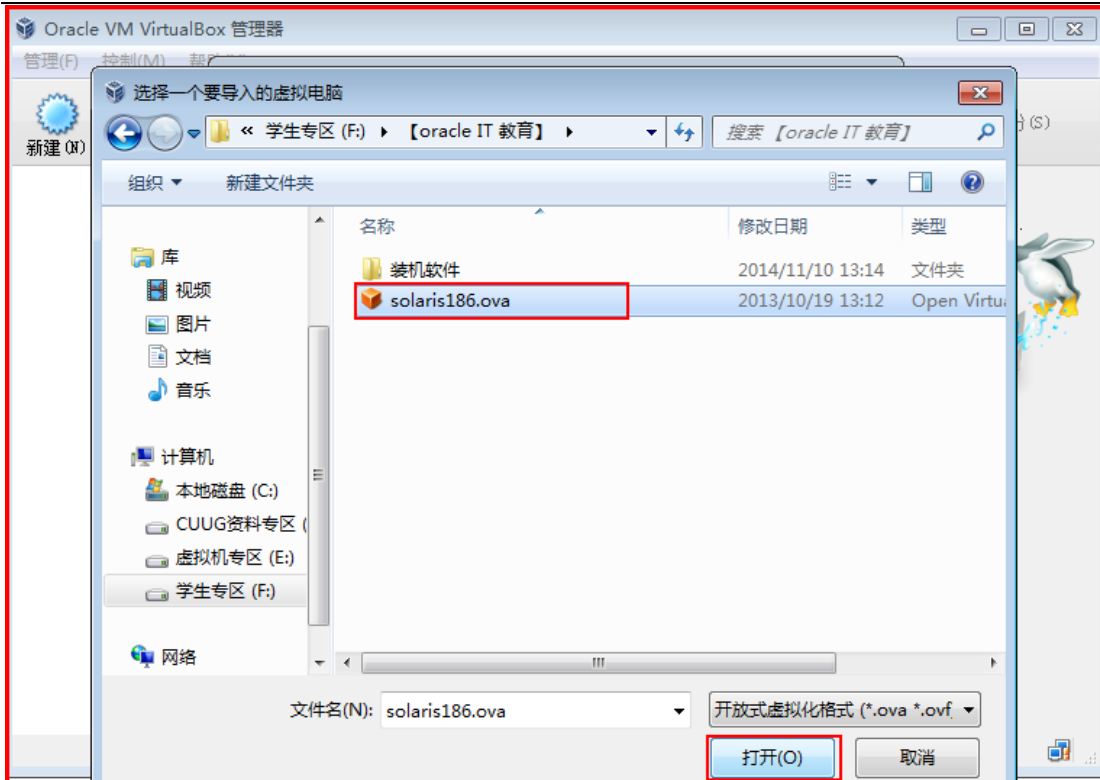 Oracle VM VirtualBox 管理器
管理(F) 控制(M)
选择一个要导入的虚拟电脑
新建(N)
« 学生专区 (F:) 【oracle IT 教育】
搜索【oracle IT 教育】
(S)
组织 新建文件夹
名称 修改日期 类型
库
视频
图片
文档
音乐
计算机
本地磁盘 (C:)
CUUG资料专区 (
虚拟机专区 (E:)
学生专区 (F:)
网络
装机软件 2014/11/10 13:14 文件夹
solaris186.ova 2013/10/19 13:12 Open Virtu
文件名(N): solaris186.ova
开放式虚拟化格式 (*.ova *.ovf
打开(O) 取消